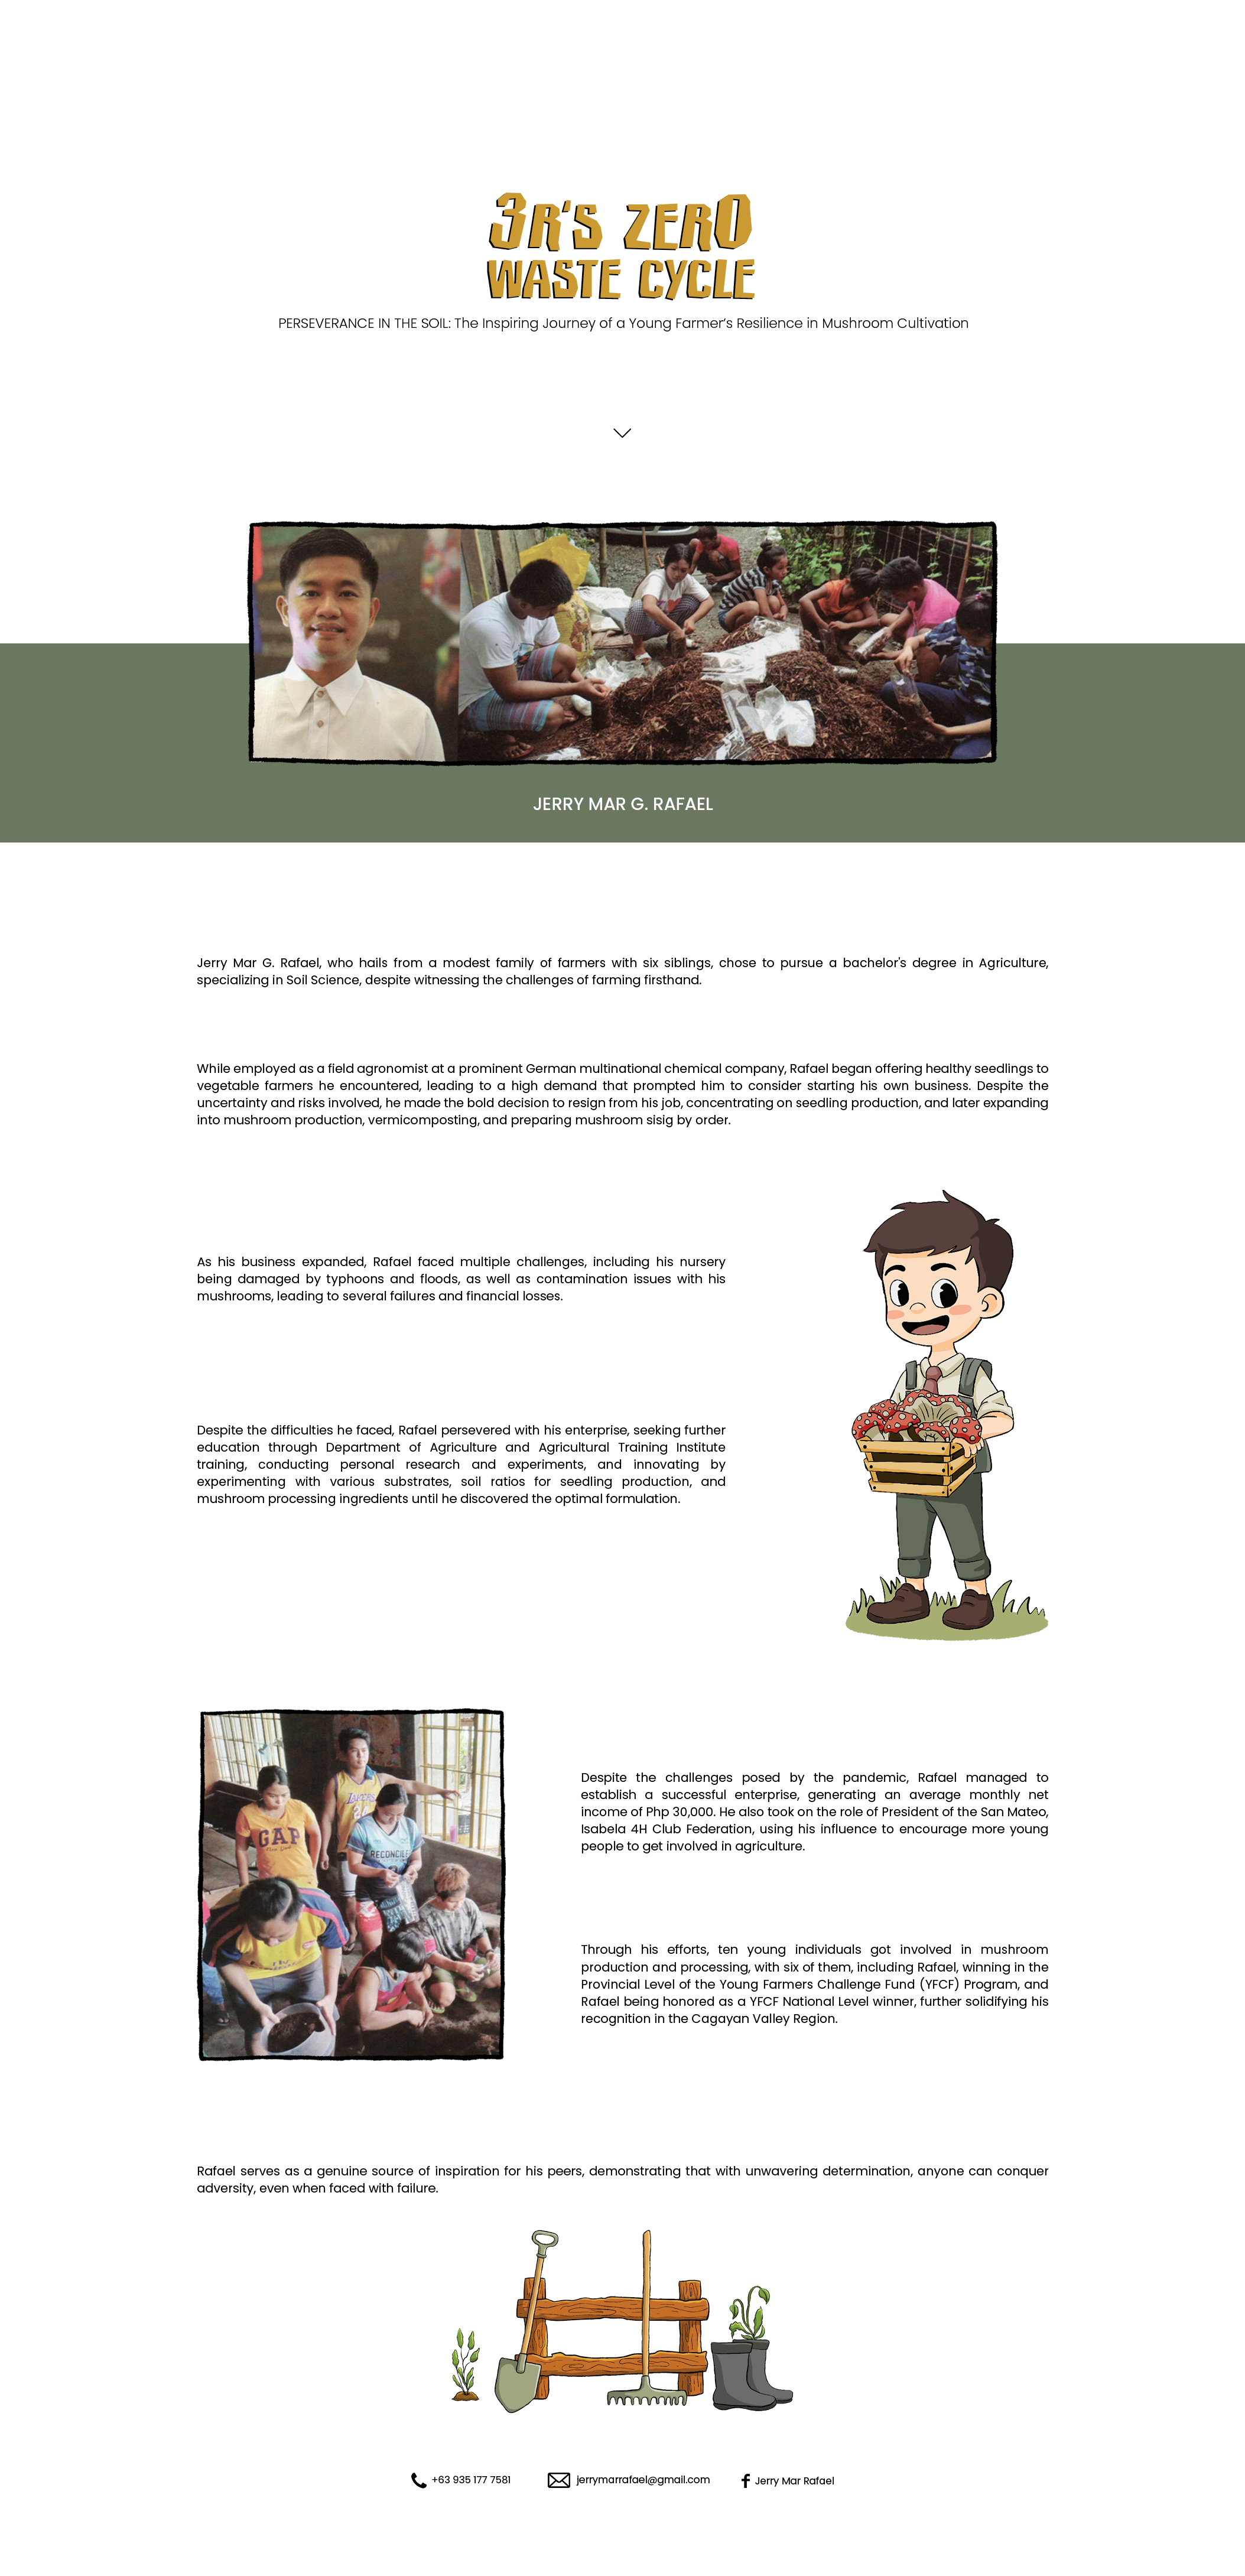 3R'S ZERO
WASTE CYCLE
PERSEVERANCE IN THE SOIL: The Inspiring Journey of a Young Farmer's Resilience in Mushroom Cultivation
JERRY MAR G. RAFAEL
Jerry Mar G. Rafael, who hails from a modest family of farmers with six siblings, chose to pursue a bachelor's degree in Agriculture,
specializing in Soil Science, despite witnessing the challenges of farming firsthand.
While employed as a field agronomist at a prominent German multinational chemical company, Rafael began offering healthy seedlings to
vegetable farmers he encountered, leading to a high demand that prompted him to consider starting his own business. Despite the
uncertainty and risks involved, he made the bold decision to resign from his job, concentrating on seedling production, and later expanding
into mushroom production, vermicomposting, and preparing mushroom sisig by order.
As his business expanded, Rafael faced multiple challenges, including his nursery
being damaged by typhoons and floods, as well as contamination issues with his
mushrooms, leading to several failures and financial losses.
Despite the difficulties he faced, Rafael persevered with his enterprise, seeking further
education through Department of Agriculture and Agricultural Training Institute
training, conducting personal research and experiments, and innovating by
experimenting with various substrates, soil ratios for seedling production, and
mushroom processing ingredients until he discovered the optimal formulation.
LAKERS
GAP
RECONCILE
Despite the challenges posed by the pandemic, Rafael managed to
establish a successful enterprise, generating an average monthly net
income of Php 30,000. He also took on the role of President of the San Mateo,
Isabela 4H Club Federation, using his influence to encourage more young
people to get involved in agriculture.
Through his efforts, ten young individuals got involved in mushroom
production and processing, with six of them, including Rafael, winning in the
Provincial Level of the Young Farmers Challenge Fund (YFCF) Program, and
Rafael being honored as a YFCF National Level winner, further solidifying his
recognition in the Cagayan Valley Region.
Rafael serves as a genuine source of inspiration for his peers, demonstrating that with unwavering determination, anyone can conquer
adversity, even when faced with failure.
+63 935 177 7581
jerrymarrafael@gmail.com
Jerry Mar Rafael